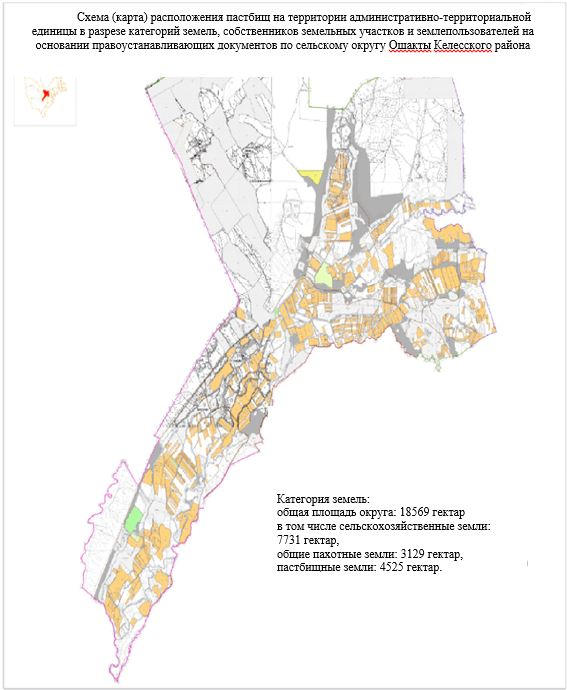 Схема (карта) расположения пастбищ на территории административно-территориальной
единицы в разрезе категорий земель, собственников земельных участков и землепользователей на
основании правоустанавливающих документов по сельскому округу Ошакты Келесского района
Категория земель:
общая площадь округа: 18569 гектар
в том числе сельскохозяйственные земли:
7731 гектар,
общие пахотные земли: 3129 гектар,
пастбищные земли: 4525 гектар.